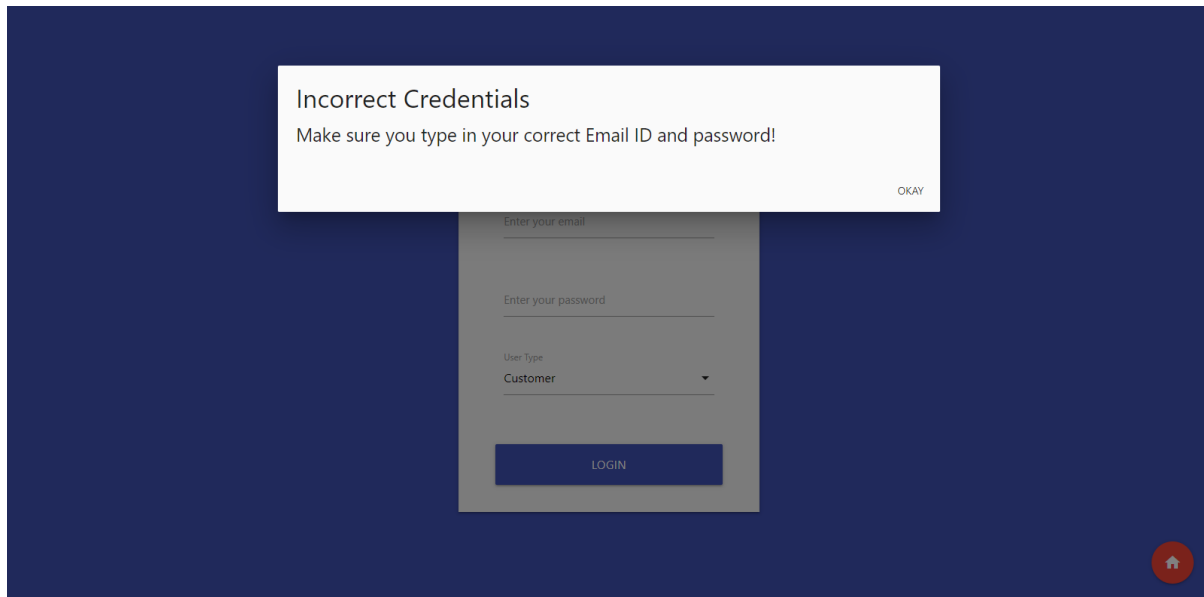 Incorrect Credentials
Make sure you type in your correct Email ID and password!
OKAY
Enter your email
Enter your password
User Type
Customer
LOGIN